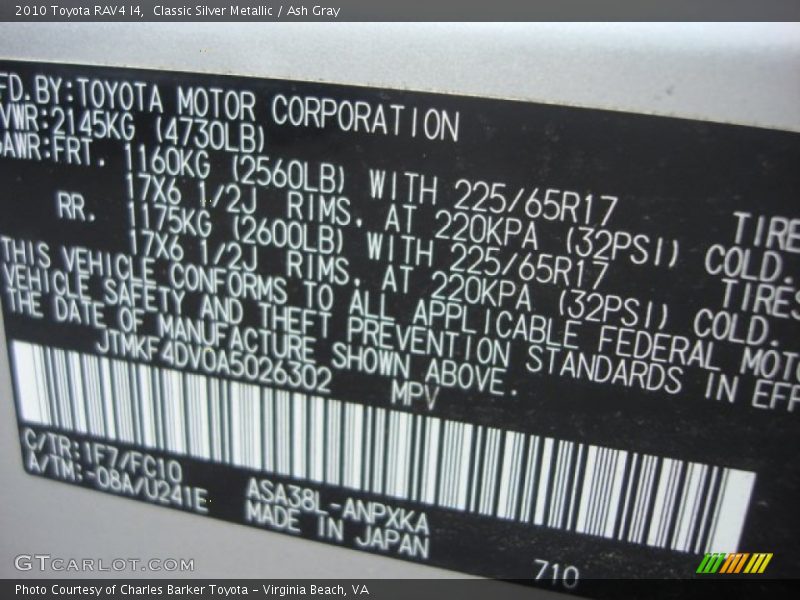 2010 Toyota RAV4 I4, Classic Silver Metallic / Ash Gray
FD.BY:TOYOTA MOTOR CORPORATION
VWR:2145KG (4730LB)
GAWR:FRT. 1160KG (2560LB) WITH 225/65R17 TIRE
17X6 1/2J RIMS, AT 220KPA (32PSI) COLD.
RR. 1175KG (2600LB) WITH 225/65R17 TIRES
17X6 1/2J RIMS, AT 220KPA (32PSI) COLD.
THIS VEHICLE CONFORMS TO ALL APPLICABLE FEDERAL MOTO
VEHICLE SAFETY AND THEFT PREVENTION STANDARDS IN EFF
THE DATE OF MANUFACTURE SHOWN ABOVE.
JTMKF4DV0A5026302 MPV
C/TR:1F7/FC10
A/TM:-08A/U241E
ASA38L-ANPXKA
MADE IN JAPAN
710
GTCARLOT.COM
Photo Courtesy of Charles Barker Toyota - Virginia Beach, VA